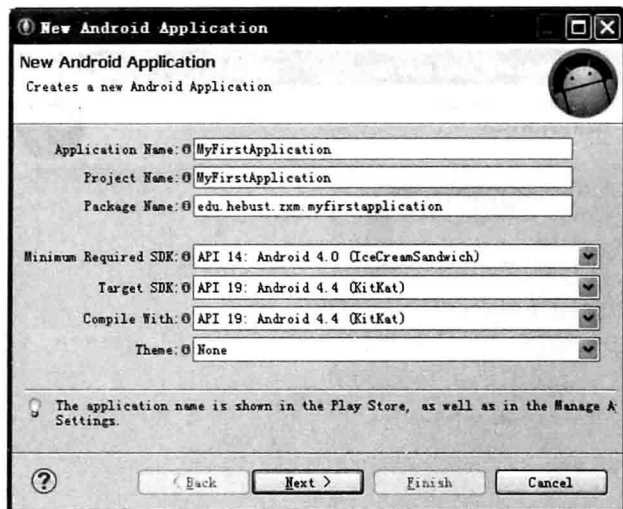 New Android Application
New Android Application
Creates a new Android Application
Application Name: MyFirstApplication
Project Name: MyFirstApplication
Package Name: edu.hebust.zxm.myfirstapplication
Minimum Required SDK: API 14: Android 4.0 (IceCreamSandwich)
Target SDK: API 19: Android 4.4 (KitKat)
Compile With: API 19: Android 4.4 (KitKat)
Theme: None
The application name is shown in the Play Store, as well as in the Manage A
Settings.
? < Back Next > Finish Cancel